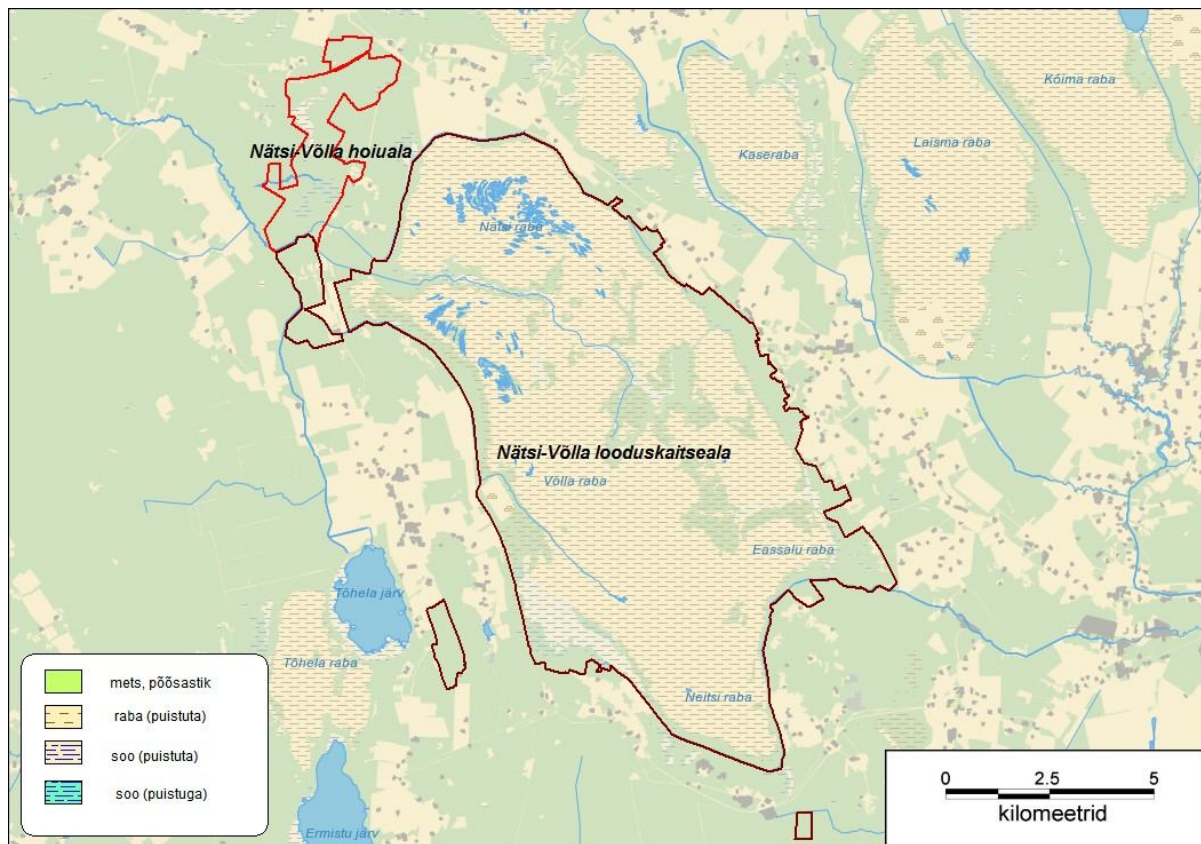 Kõima raba
Laisma raba
Nätsi-Võlla hoiuala
Kaseraba
Nätsi raba
Nätsi-Võlla looduskaitseala
Võlla raba
Eassalu raba
Tõhela järv
Tõhela raba
Neitsi raba
mets, põõsastik
raba (puistuta)
soo (puistuta)
soo (puistuga)
Ermistu järv
0 2.5 5
kilomeetrid